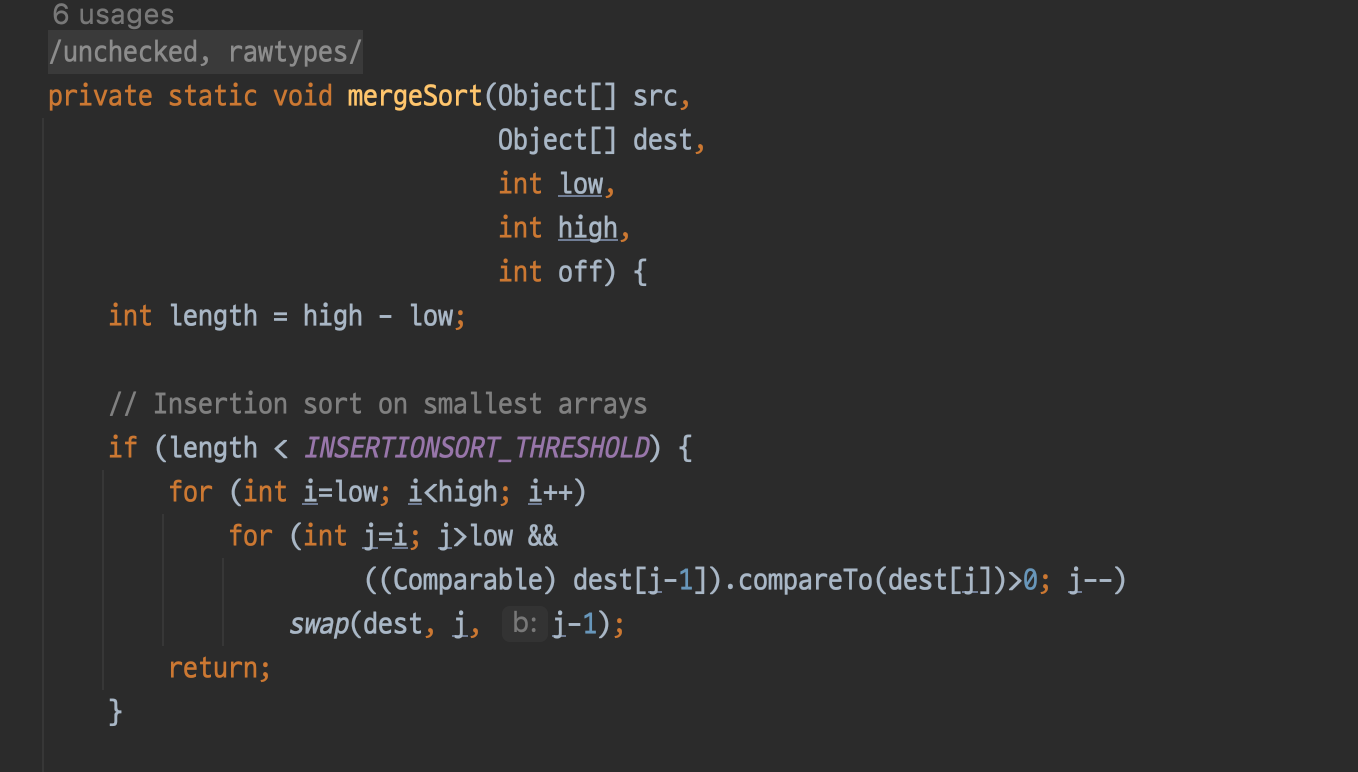 6 usages
/unchecked, rawtypes/
private static void mergeSort(Object[] src,
Object[] dest,
int low,
int high,
int off) {
int length = high - low;
// Insertion sort on smallest arrays
if (length < INSERTIONSORT_THRESHOLD) {
for (int i=low; i<high; i++)
for (int j=i; j>low &&
((Comparable) dest[j-1]).compareTo(dest[j])>0; j--)
swap(dest, j, b: j-1);
return;
}